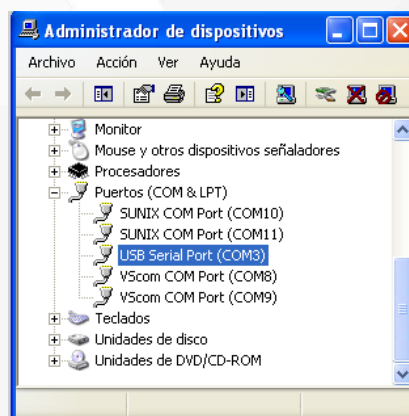 Administrador de dispositivos
Archivo Acción Ver Ayuda
Monitor
Mouse y otros dispositivos señaladores
Procesadores
Puertos (COM & LPT)
SUNIX COM Port (COM10)
SUNIX COM Port (COM11)
USB Serial Port (COM3)
VScom COM Port (COM8)
VScom COM Port (COM9)
Teclados
Unidades de disco
Unidades de DVD/CD-ROM